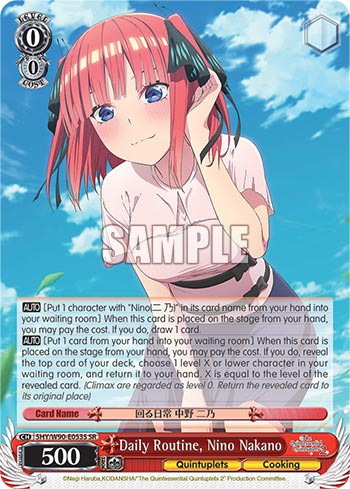 LEVEL
0
0
COST
SAMPLE
AUTO [Put 1 character with "Nino(二乃)" in its card name from your hand into
your waiting room] When this card is placed on the stage from your hand,
you may pay the cost. If you do, draw 1 card.
AUTO [Put 1 card from your hand into your waiting room] When this card is
placed on the stage from your hand, you may pay the cost. If you do, reveal
the top card of your deck, choose 1 level X or lower character in your
waiting room, and return it to your hand. X is equal to the level of the
revealed card. (Climax are regarded as level 0. Return the revealed card to
its original place)
Card Name
回る日常 中野 二乃
CH 5HY/W90-E053S SR
POWER
500
Daily Routine, Nino Nakano
Quintuplets
Cooking
©Negi Haruba,KODANSHA/"The Quintessential Quintuplets 2" Production Committee.